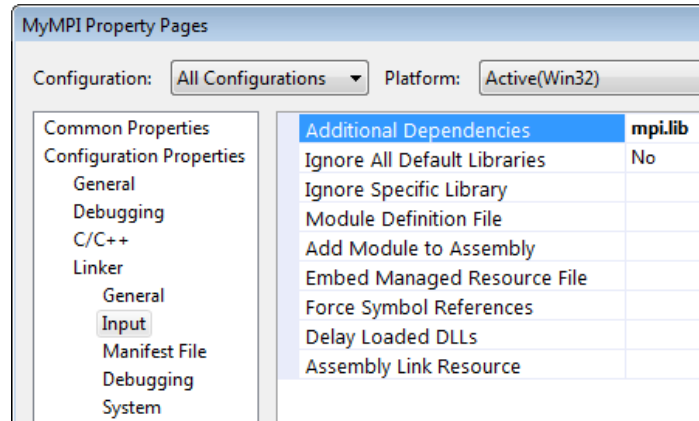 MyMPI Property Pages
Configuration: All Configurations Platform: Active(Win32)
Common Properties
Configuration Properties
General
Debugging
C/C++
Linker
General
Input
Manifest File
Debugging
System
Additional Dependencies mpi.lib
Ignore All Default Libraries No
Ignore Specific Library
Module Definition File
Add Module to Assembly
Embed Managed Resource File
Force Symbol References
Delay Loaded DLLs
Assembly Link Resource